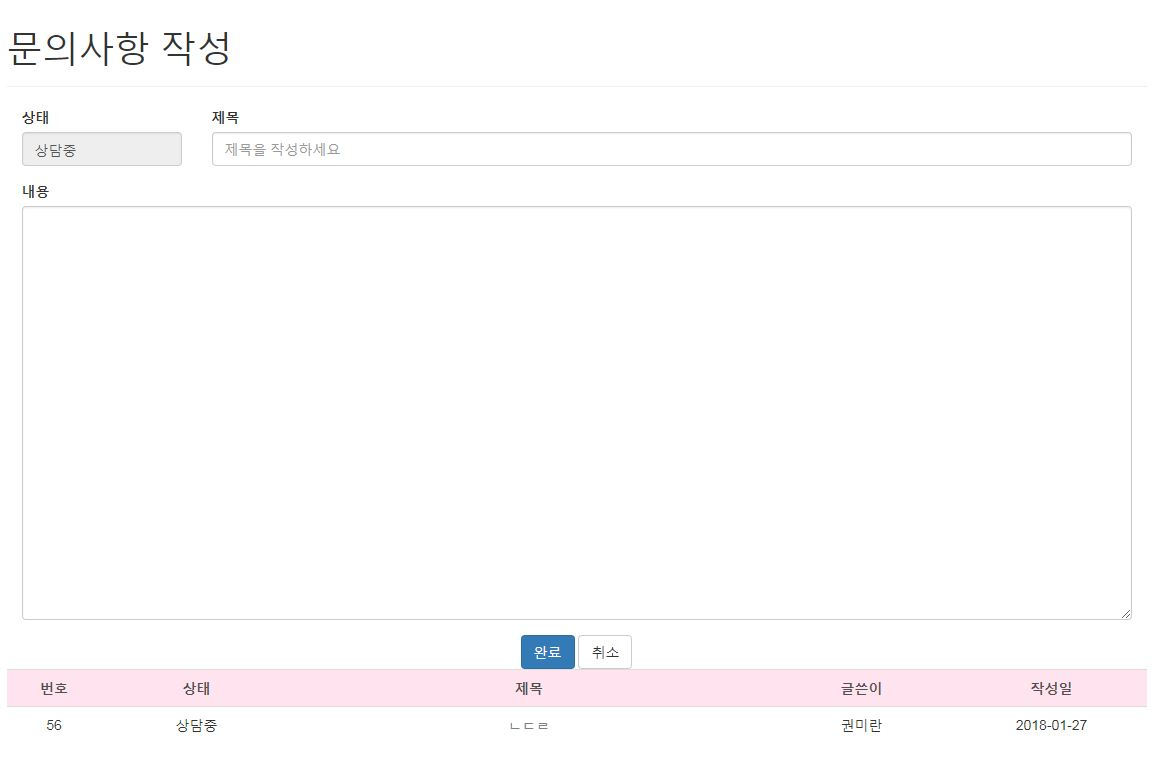 문의사항 작성
상태 제목
상담중 제목을 작성하세요
내용
완료 취소
번호 상태 제목 글쓴이 작성일
56 상담중 ㄴㄷㄹ 권미란 2018-01-27